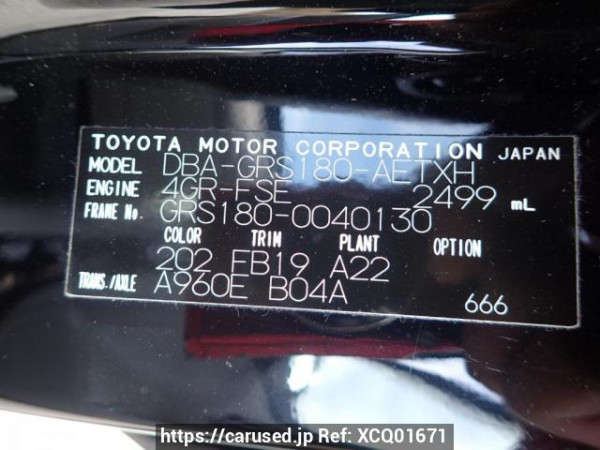 TOYOTA MOTOR CORPORATION JAPAN
MODEL DBA-GRS180-AETXH
ENGINE 4GR-FSE 2499 mL
FRAME No. GRS180-0040130
COLOR TRIM PLANT OPTION
202 FB19 A22
TRANS./AXLE A960E B04A
666
https://carused.jp Ref: XCQ01671